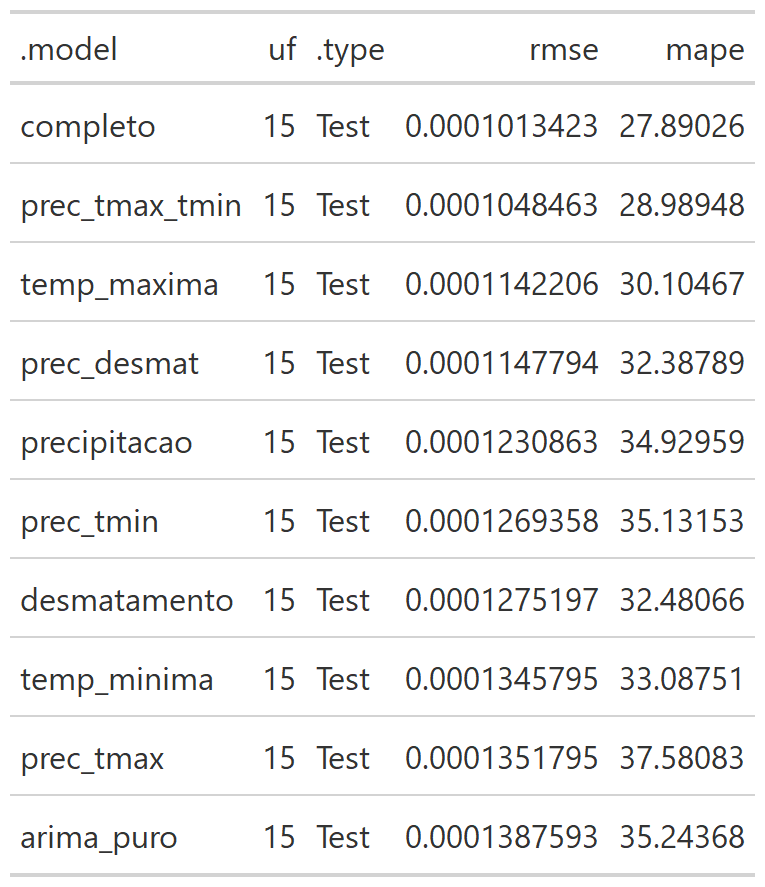 .model uf .type rmse mape
completo 15 Test 0.0001013423 27.89026
prec_tmax_tmin 15 Test 0.0001048463 28.98948
temp_maxima 15 Test 0.0001142206 30.10467
prec_desmat 15 Test 0.0001147794 32.38789
precipitacao 15 Test 0.0001230863 34.92959
prec_tmin 15 Test 0.0001269358 35.13153
desmatamento 15 Test 0.0001275197 32.48066
temp_minima 15 Test 0.0001345795 33.08751
prec_tmax 15 Test 0.0001351795 37.58083
arima_puro 15 Test 0.0001387593 35.24368